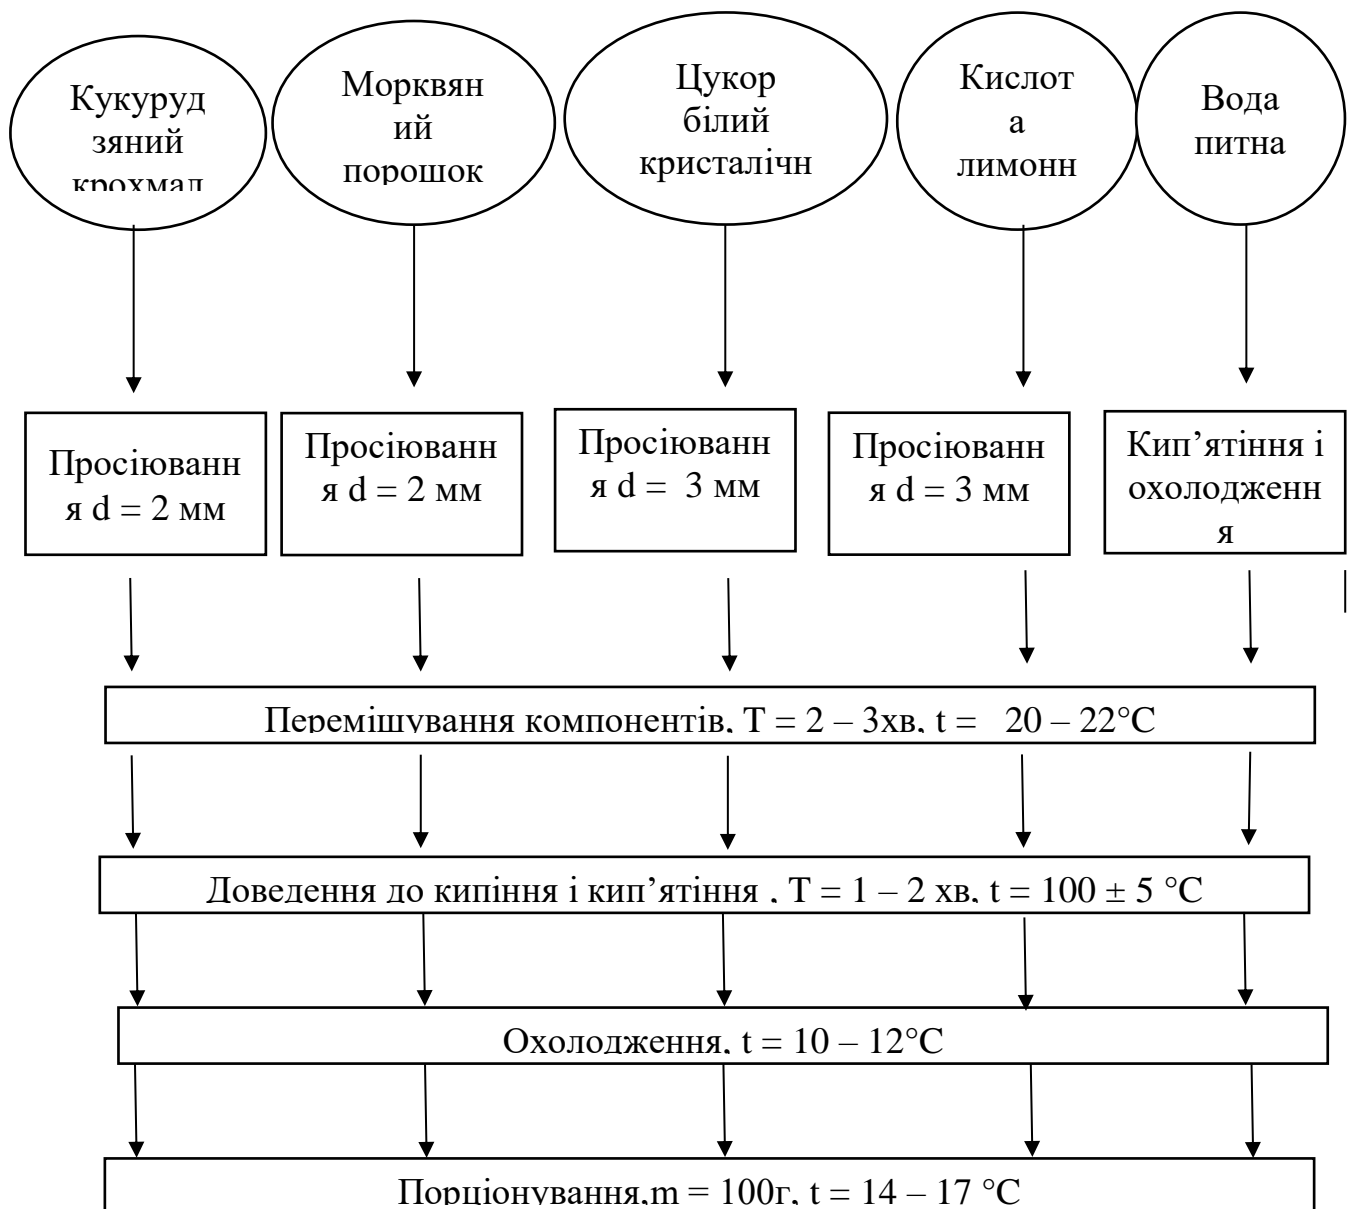 Кукуруд
зяний
крохмал
Морквян
ий
порошок
Цукор
білий
кристалічн
Кислот
а
лимонн
Вода
питна
Просіюванн
я d = 2 мм
Просіюванн
я d = 2 мм
Просіюванн
я d = 3 мм
Просіюванн
я d = 3 мм
Кип’ятіння і
охолодженн
я
Перемішування компонентів, Т = 2 – 3хв, t = 20 – 22°С
Доведення до кипіння і кип’ятіння , Т = 1 – 2 хв, t = 100 ± 5 °С
Охолодження, t = 10 – 12°С
Порціонування,m = 100г, t = 14 – 17 °С